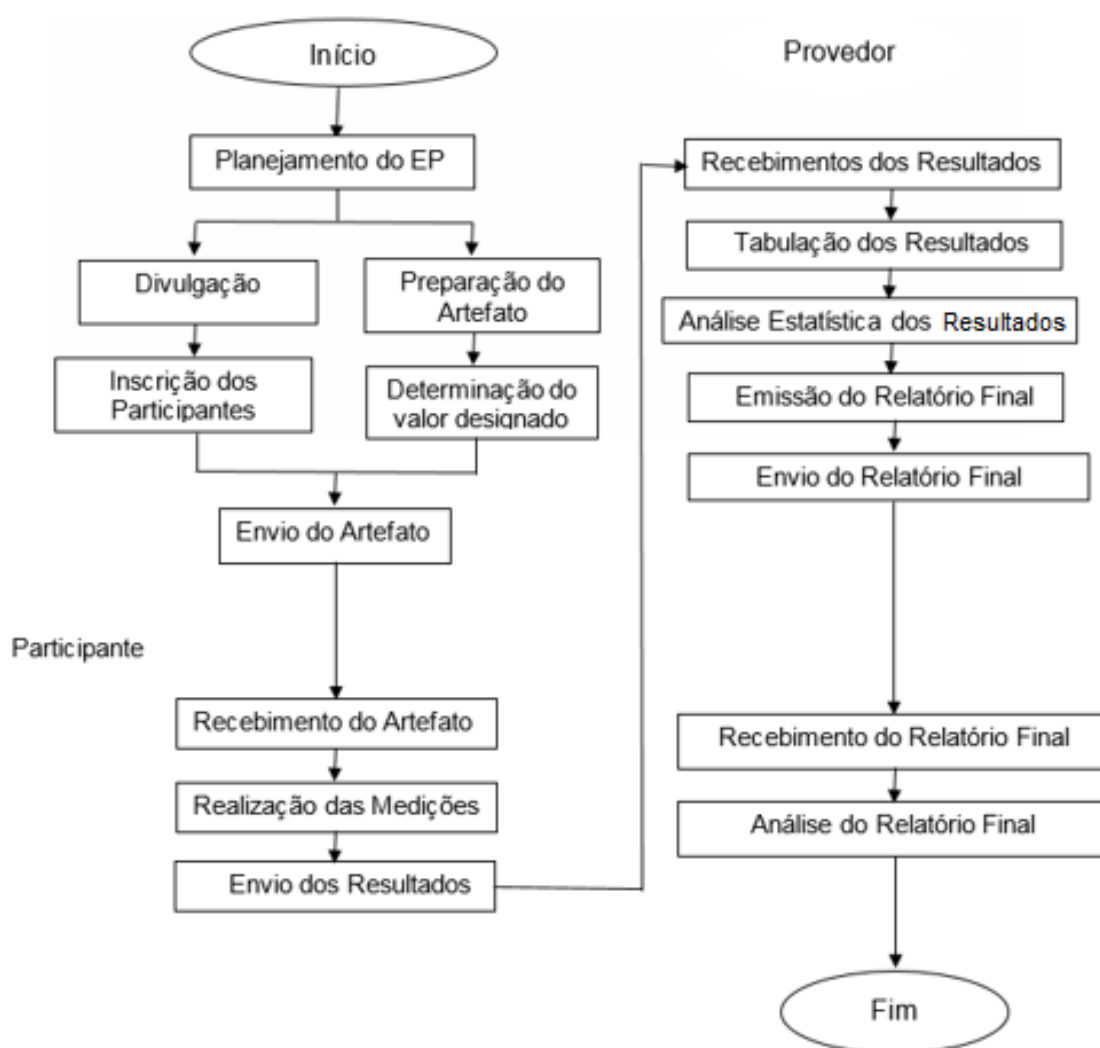 Início
Provedor
Planejamento do EP
Divulgação
Preparação do
Artefato
Inscrição dos
Participantes
Determinação do
valor designado
Envio do Artefato
Participante
Recebimento do Artefato
Realização das Medições
Envio dos Resultados
Recebimentos dos Resultados
Tabulação dos Resultados
Análise Estatística dos Resultados
Emissão do Relatório Final
Envio do Relatório Final
Recebimento do Relatório Final
Análise do Relatório Final
Fim